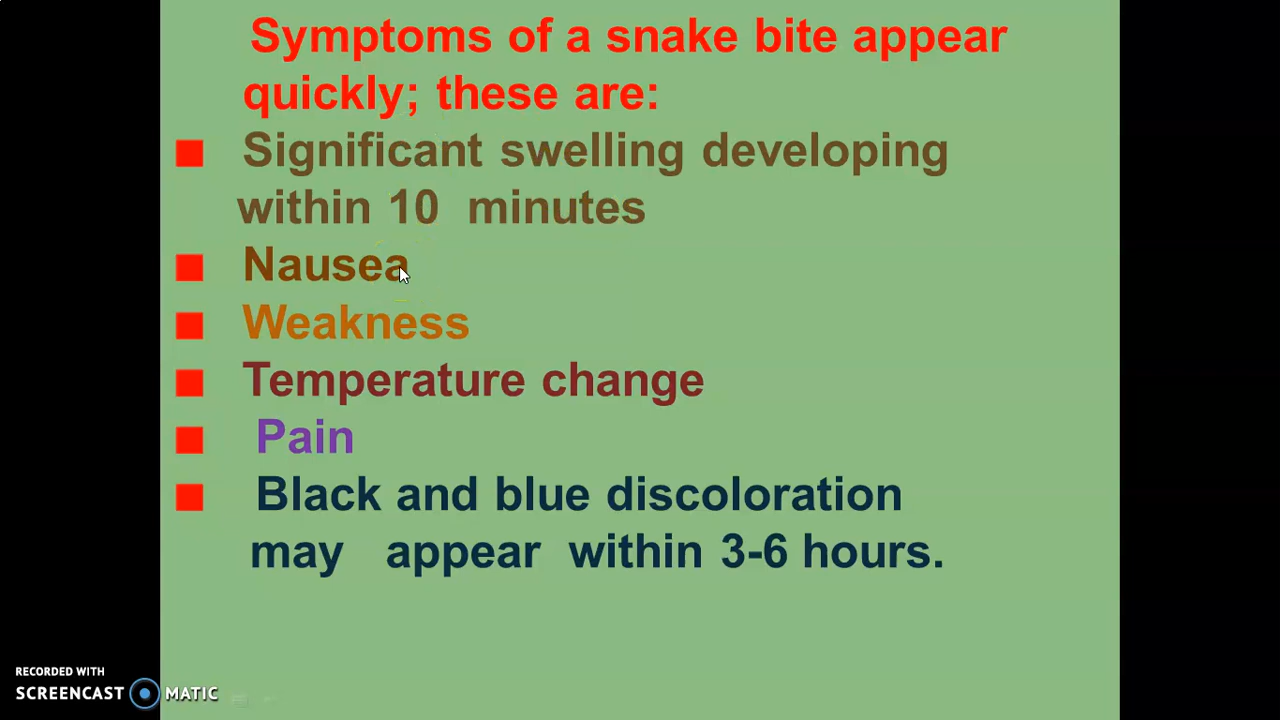 Symptoms of a snake bite appear
quickly; these are:
Significant swelling developing
within 10 minutes
Nausea
Weakness
Temperature change
Pain
Black and blue discoloration
may appear within 3-6 hours.
RECORDED WITH
SCREENCAST MATIC